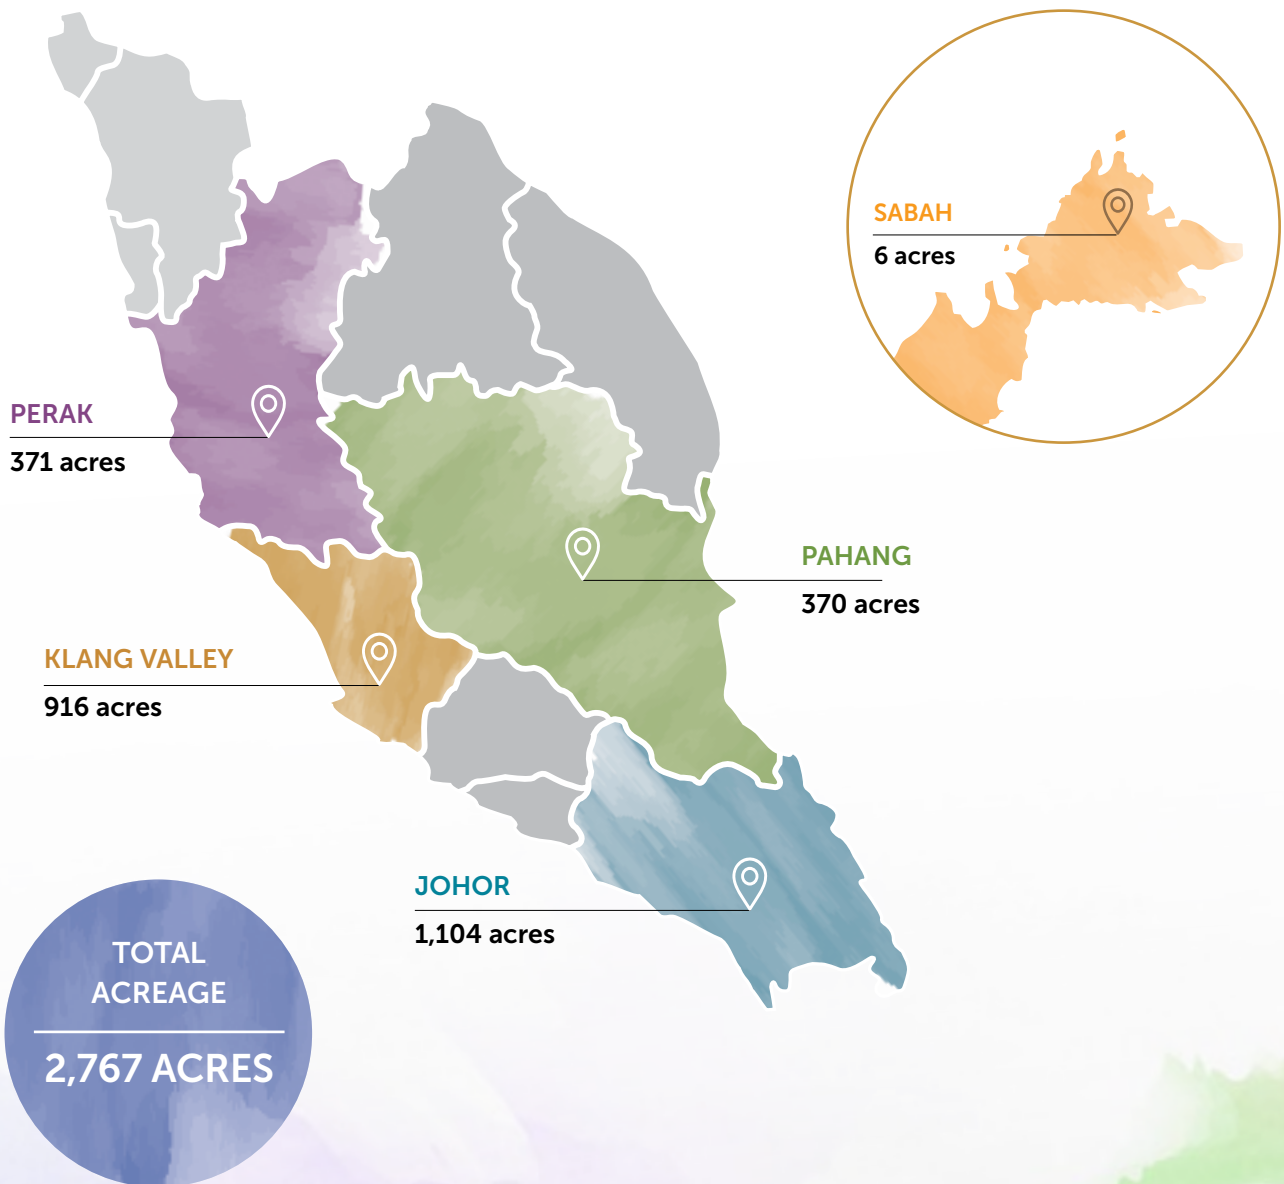 SABAH
6 acres
PERAK
371 acres
PAHANG
370 acres
KLANG VALLEY
916 acres
JOHOR
1,104 acres
TOTAL
ACREAGE
2,767 ACRES